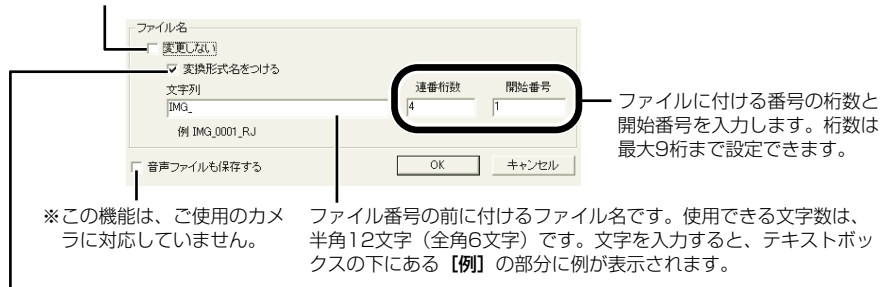 ファイル名
変更しない
変換形式名をつける
文字列
連番桁数
開始番号
IMG_
4
1
例 IMG_0001_RJ
音声ファイルも保存する
OK
キャンセル
ファイルに付ける番号の桁数と
開始番号を入力します。桁数は
最大9桁まで設定できます。
※この機能は、ご使用のカメ
ラに対応していません。
ファイル番号の前に付けるファイル名です。使用できる文字数は、
半角12文字（全角6文字）です。文字を入力すると、テキストボッ
クスの下にある［例］の部分に例が表示されます。